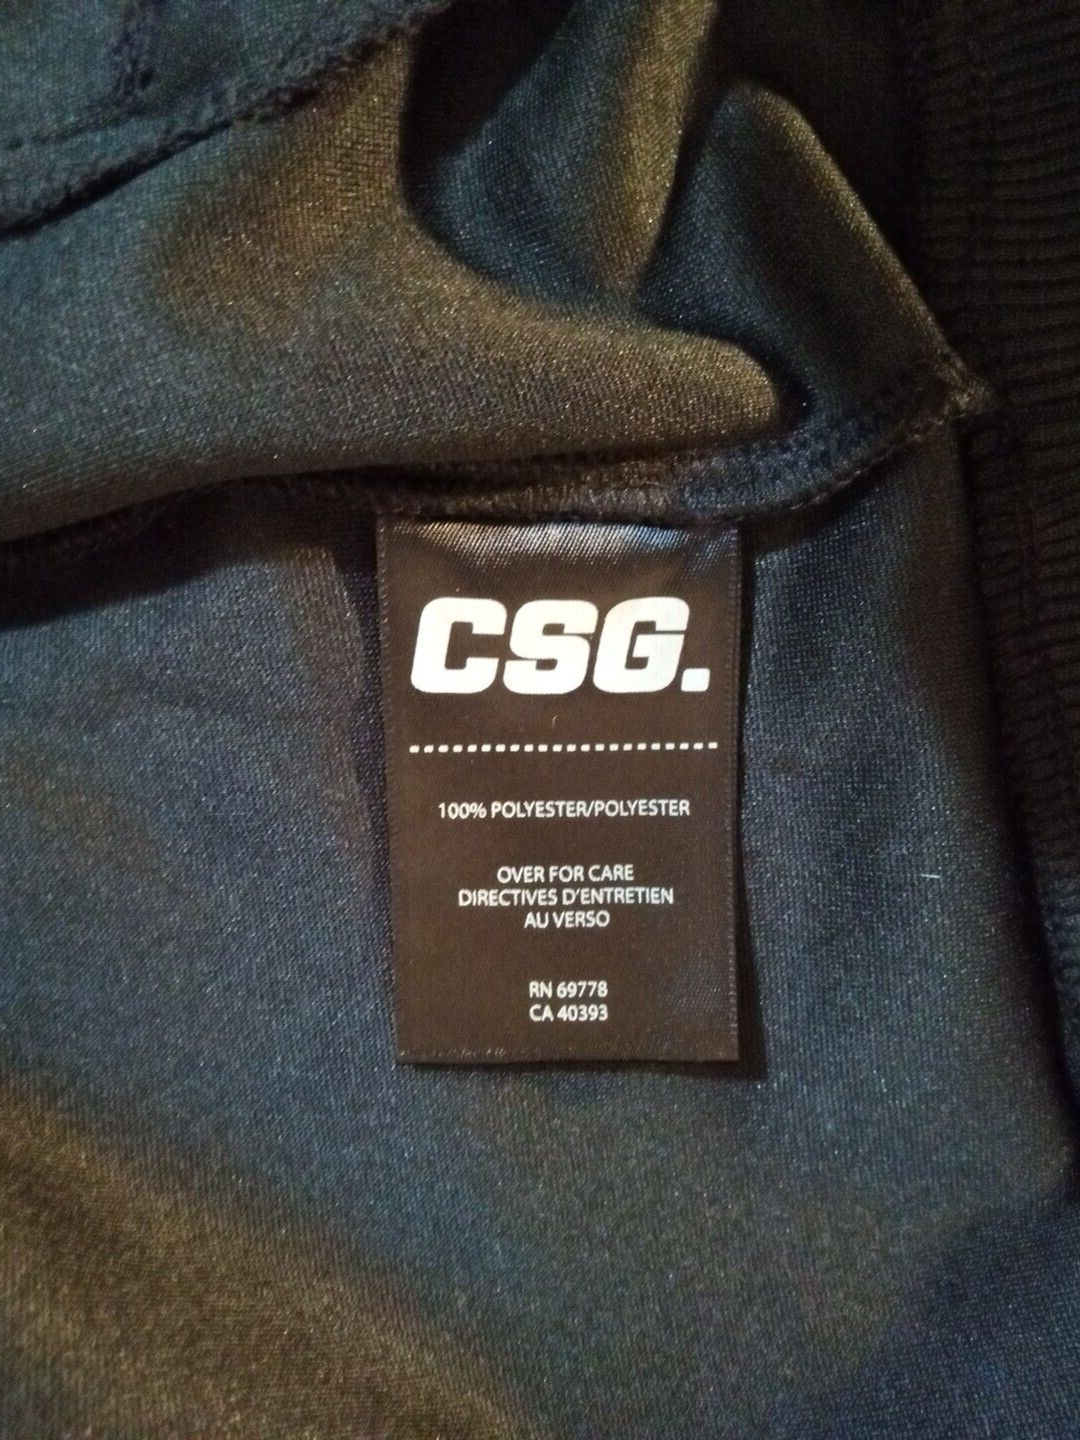 CSG.
100% POLYESTER/POLYESTER
OVER FOR CARE
DIRECTIVES D'ENTRETIEN
AU VERSO
RN 69778
CA 40393